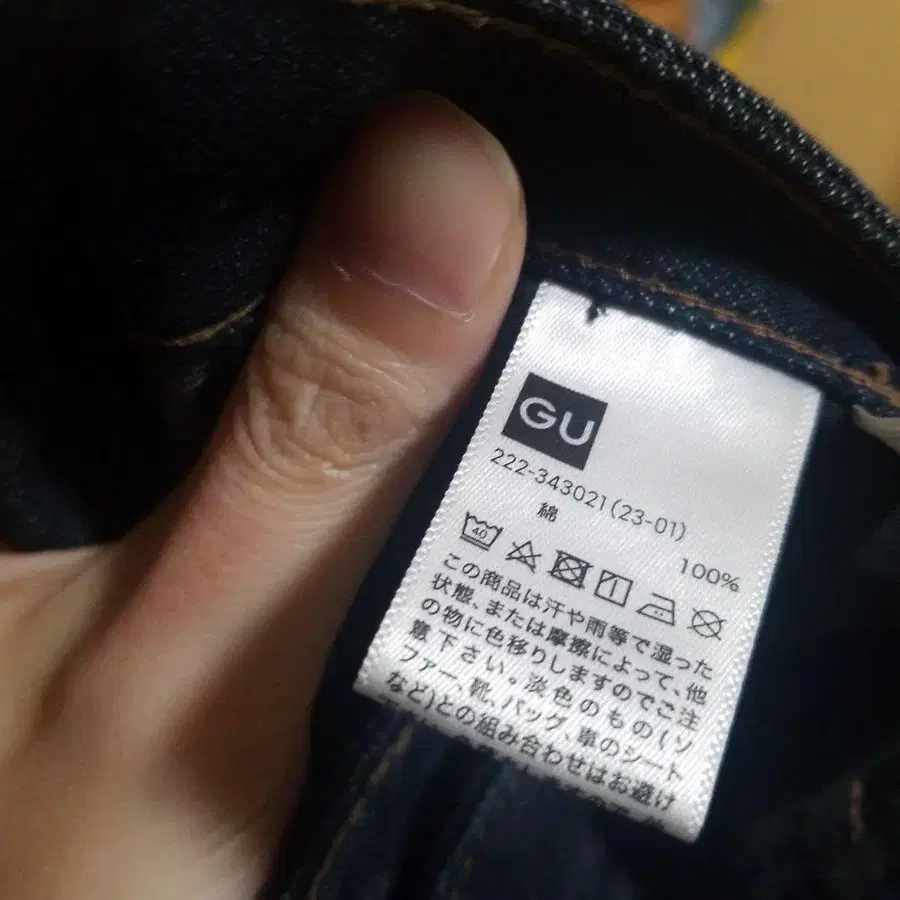 GU
222-343021(23-01)
綿 100%
40
この商品は汗や雨等で湿った
状態、または摩擦によって、他
の物に色移りしますのでご注
意下さい。淡色のもの(ソ
ファー、靴、バッグ、車のシート
など)との組み合わせはお避け